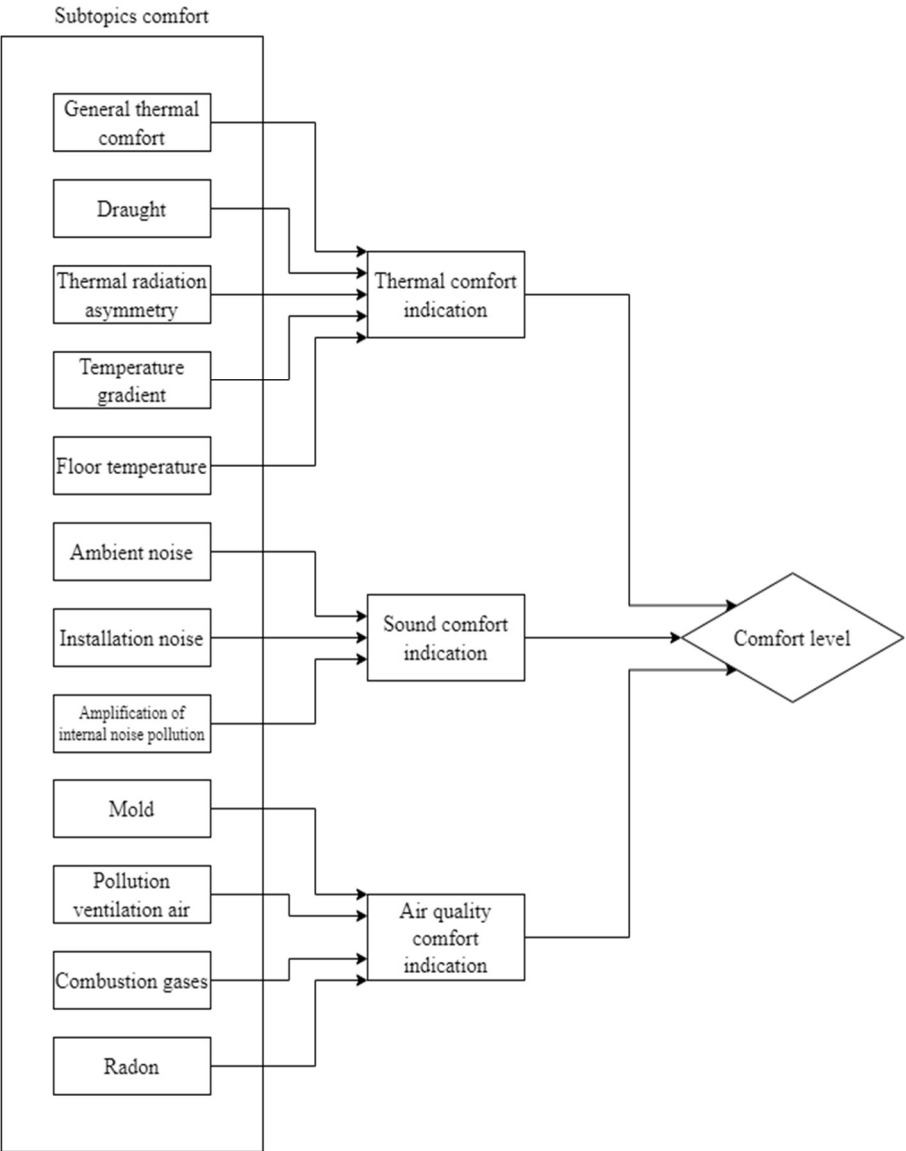 Subtopics comfort
General thermal
comfort
Draught
Thermal radiation
asymmetry
Temperature
gradient
Floor temperature
Ambient noise
Installation noise
Amplification of
internal noise pollution
Mold
Pollution
ventilation air
Combustion gases
Radon
Thermal comfort
indication
Sound comfort
indication
Air quality
comfort
indication
Comfort level